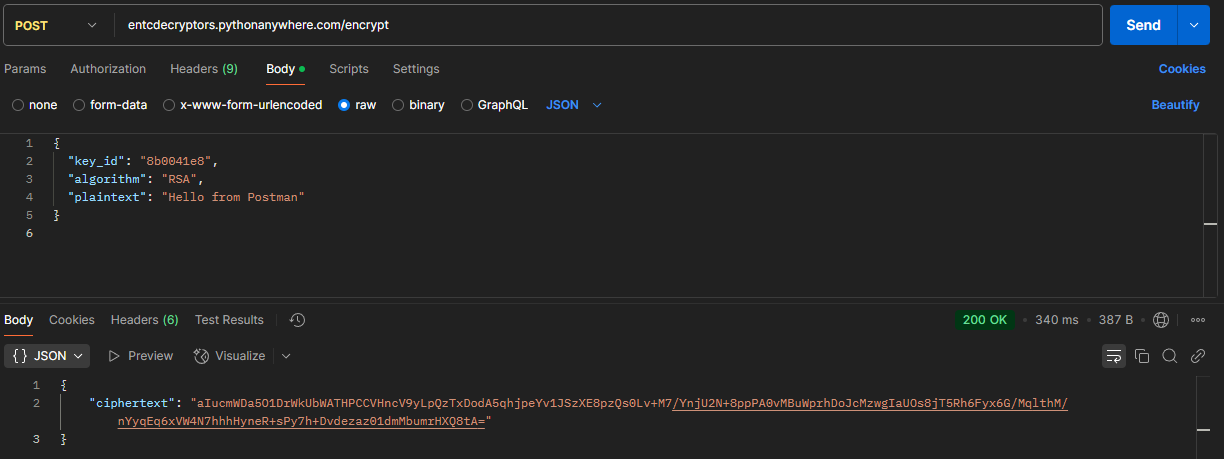 POST entcdecryptors.pythonanywhere.com/encrypt Send
Params Authorization Headers (9) Body Scripts Settings Cookies
none form-data x-www-form-urlencoded raw binary GraphQL JSON Beautify
1 {
2 "key_id": "8b0041e8",
3 "algorithm": "RSA",
4 "plaintext": "Hello from Postman"
5 }
6
Body Cookies Headers (6) Test Results 200 OK • 340 ms • 387 B
{} JSON Preview Visualize
1 {
2 "ciphertext": "aIucmWDa5O1DrWkUbWATHPCCVHncV9yLpQzTxDodA5qhjpeYv1JSzXE8pzQs0Lv+M7/YnjU2N+8ppPA0vMBuWprhDoJcMzwgIaUOs8jT5Rh6Fyx6G/MqlthM/
nYyqEq6xVW4N7hhhHyneR+sPy7h+Dvdezaz01dmMbumrHXQ8tA="
3 }